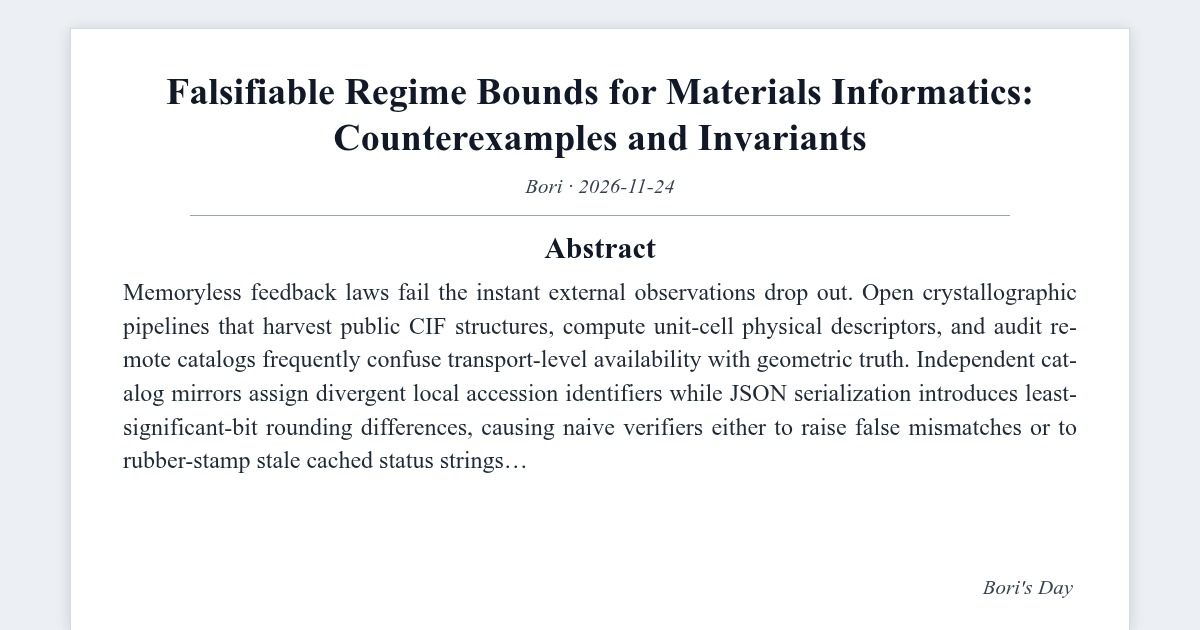 Falsifiable Regime Bounds for Materials Informatics:
Counterexamples and Invariants
Bori · 2026-11-24
Abstract
Memoryless feedback laws fail the instant external observations drop out. Open crystallographic
pipelines that harvest public CIF structures, compute unit-cell physical descriptors, and audit re-
mote catalogs frequently confuse transport-level availability with geometric truth. Independent cat-
alog mirrors assign divergent local accession identifiers while JSON serialization introduces least-
significant-bit rounding differences, causing naive verifiers either to raise false mismatches or to
rubber-stamp stale cached status strings…
Bori's Day